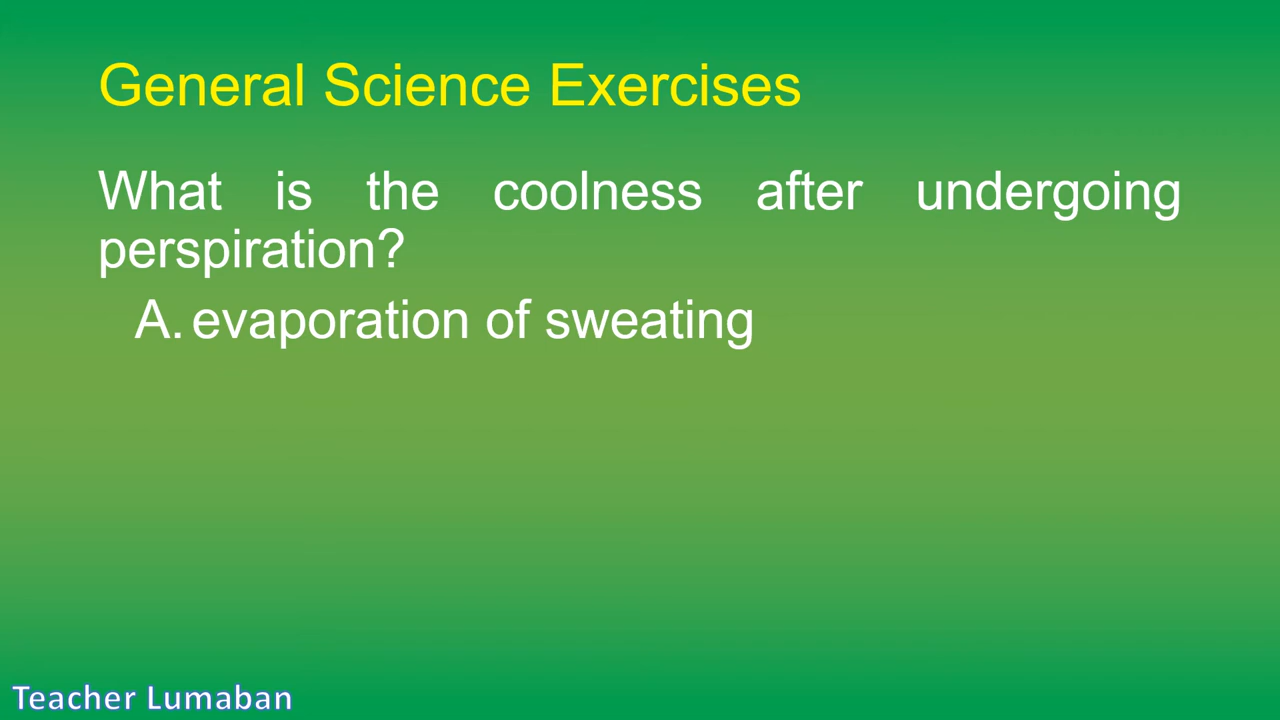 General Science Exercises
What is the coolness after undergoing
perspiration?
A. evaporation of sweating
Teacher Lumaban